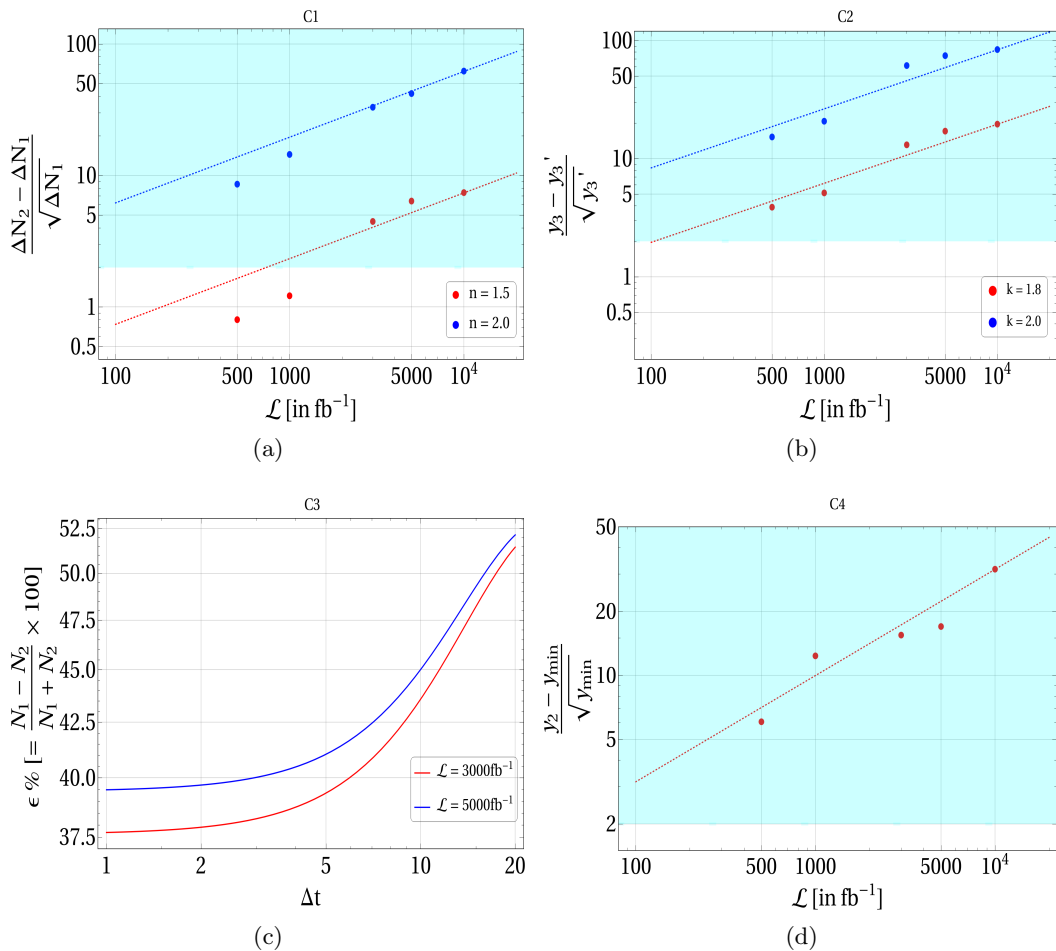 C1
100
50
10
5
1
0.5
ΔN₂ − ΔN₁
√ΔN₁
n = 1.5
n = 2.0
100 500 1000 5000 10⁴
ℒ [in fb⁻¹]
(a)
C2
100
50
10
5
1
0.5
y₃ − y₃'
√y₃'
k = 1.8
k = 2.0
100 500 1000 5000 10⁴
ℒ [in fb⁻¹]
(b)
C3
52.5
50.0
47.5
45.0
42.5
40.0
37.5
ϵ % [= N₁ − N₂ / N₁ + N₂ × 100]
ℒ = 3000fb⁻¹
ℒ = 5000fb⁻¹
1 2 5 10 20
Δt
(c)
C4
50
20
10
5
2
y₂ − y_min
√y_min
100 500 1000 5000 10⁴
ℒ [in fb⁻¹]
(d)